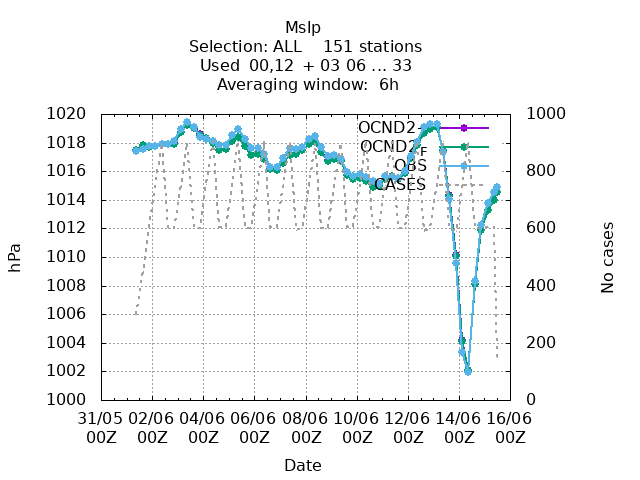 Mslp
Selection: ALL    151 stations
Used  00,12  + 03 06 ... 33
Averaging window:  6h
1020
1018
1016
1014
1012
1010
1008
1006
1004
1002
1000
hPa
1000
800
600
400
200
0
No cases
OCND2
OCND2_F
OBS
CASES
31/05 02/06 04/06 06/06 08/06 10/06 12/06 14/06 16/06
00Z 00Z 00Z 00Z 00Z 00Z 00Z 00Z 00Z
Date